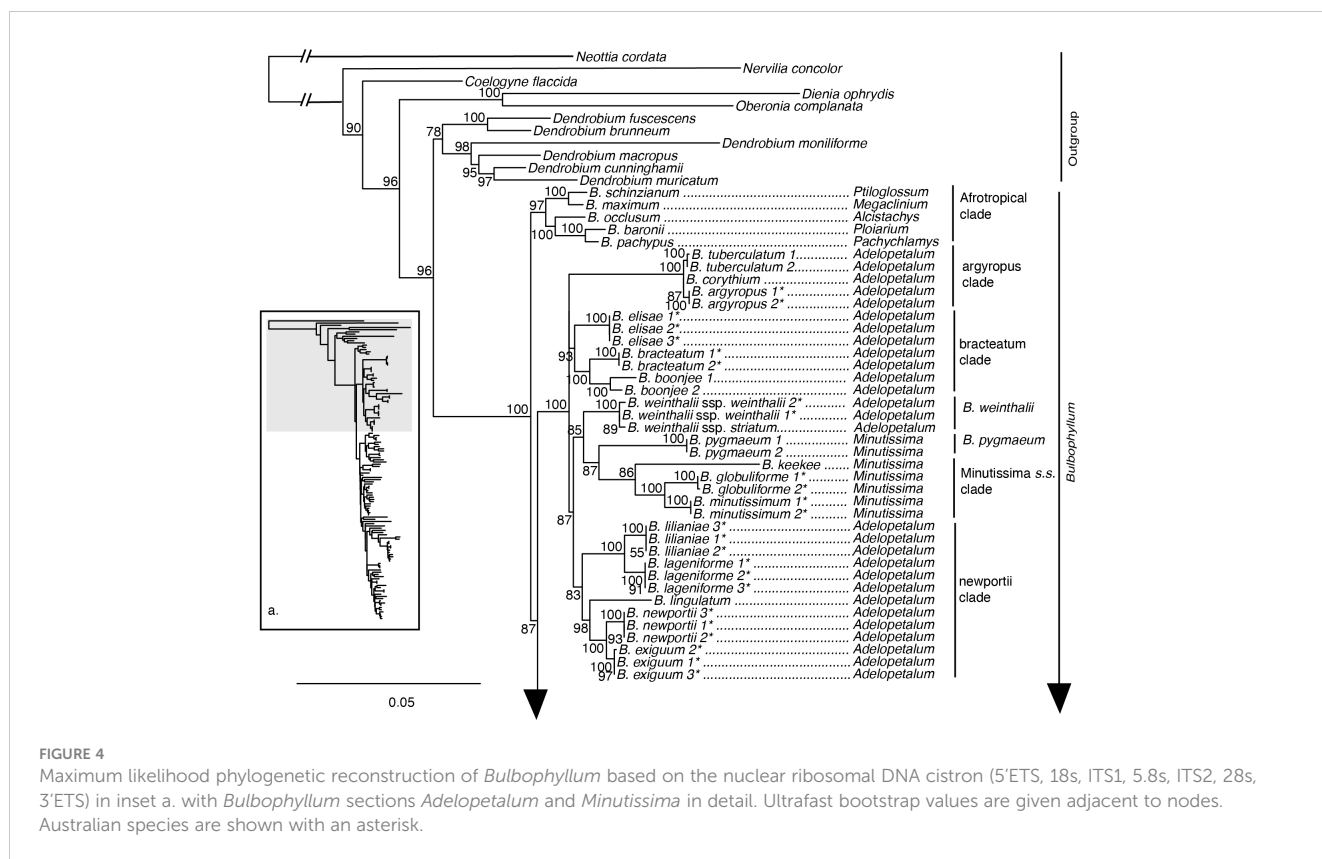 Neottia cordata
Nervilia concolor
Coelogyne flaccida
100 Dienia ophrydis
Oberonia complanata
90
100 Dendrobium fuscescens
78
Dendrobium brunneum
98 Dendrobium moniliforme
Dendrobium macropus
95 Dendrobium cunninghamii
96
97 Dendrobium muricatum
Outgroup
100 B. schinzianum Ptiloglossum
97 B. maximum Megaclinium
B. occlusum Alcistachys
100 B. baronii Ploiarium
100
B. pachypus Pachychlamys
Afrotropical
clade
100 B. tuberculatum 1 Adelopetalum
100 B. tuberculatum 2 Adelopetalum
96
B. corythium Adelopetalum
87 B. argyropus 1* Adelopetalum
100 B. argyropus 2* Adelopetalum
argyropus
clade
100 B. elisae 1* Adelopetalum
B. elisae 2* Adelopetalum
B. elisae 3* Adelopetalum
93
100 B. bracteatum 1* Adelopetalum
B. bracteatum 2* Adelopetalum
100
B. boonjee 1 Adelopetalum
100 B. boonjee 2 Adelopetalum
bracteatum
clade
100
100
100 B. weinthalii ssp. weinthalii 2* Adelopetalum
B. weinthalii ssp. weinthalii 1* Adelopetalum
85
89 B. weinthalii ssp. striatum Adelopetalum
B. weinthalii
100 B. pygmaeum 1 Minutissima
B. pygmaeum 2 Minutissima
B. pygmaeum
87
86 B. keekee Minutissima
100 B. globuliforme 1* Minutissima
100 B. globuliforme 2* Minutissima
100 B. minutissimum 1* Minutissima
B. minutissimum 2* Minutissima
Minutissima s.s.
clade
Bulbophyllum
87
100 B. lilianiae 3* Adelopetalum
100 B. lilianiae 1* Adelopetalum
55 B. lilianiae 2* Adelopetalum
B. lageniforme 1* Adelopetalum
100 B. lageniforme 2* Adelopetalum
91 B. lageniforme 3* Adelopetalum
83
B. lingulatum Adelopetalum
100 B. newportii 3* Adelopetalum
98 B. newportii 1* Adelopetalum
93 B. newportii 2* Adelopetalum
100 B. exiguum 2* Adelopetalum
100 B. exiguum 1* Adelopetalum
97 B. exiguum 3* Adelopetalum
newportii
clade
87
a.
0.05
FIGURE 4
Maximum likelihood phylogenetic reconstruction of Bulbophyllum based on the nuclear ribosomal DNA cistron (5′ETS, 18s, ITS1, 5.8s, ITS2, 28s,
3′ETS) in inset a. with Bulbophyllum sections Adelopetalum and Minutissima in detail. Ultrafast bootstrap values are given adjacent to nodes.
Australian species are shown with an asterisk.